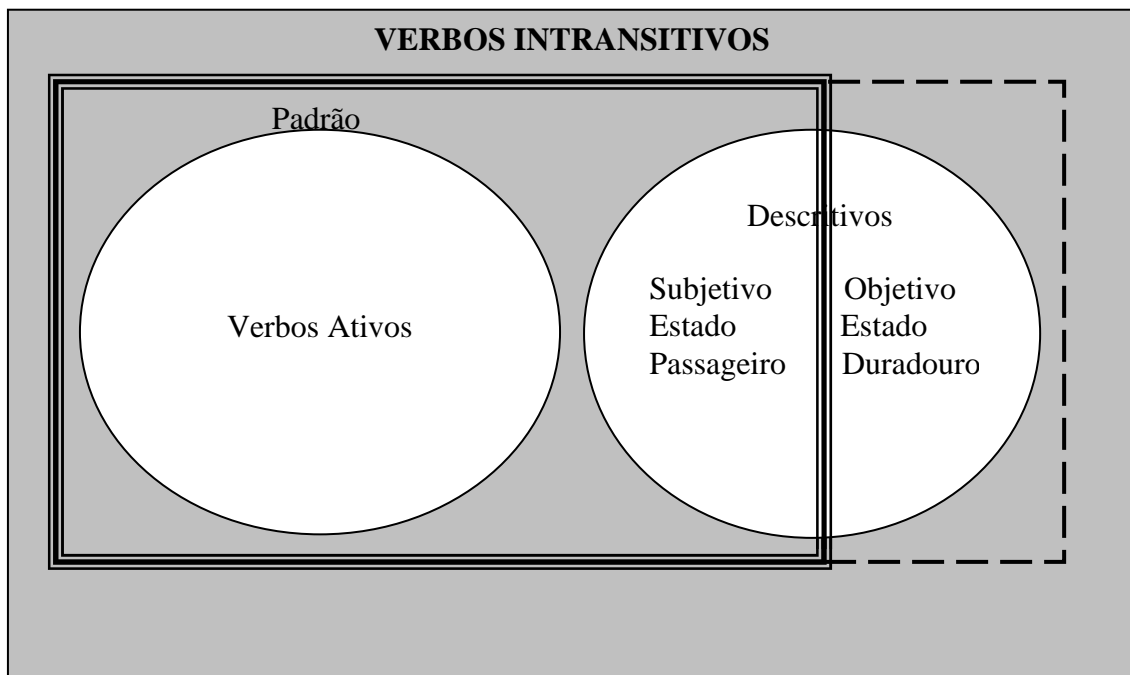 VERBOS INTRANSITIVOS
Padrão
Verbos Ativos
Descritivos
Subjetivo
Estado
Passageiro
Objetivo
Estado
Duradouro